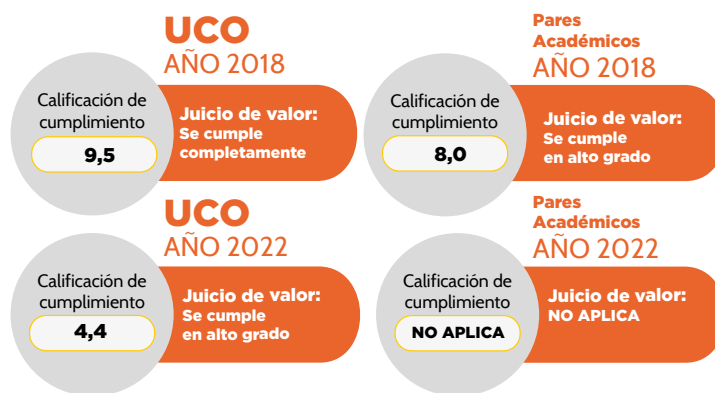 UCO
AÑO 2018
Calificación de
cumplimiento
9,5
Juicio de valor:
Se cumple
completamente
Pares
Académicos
AÑO 2018
Calificación de
cumplimiento
8,0
Juicio de valor:
Se cumple
en alto grado
UCO
AÑO 2022
Calificación de
cumplimiento
4,4
Juicio de valor:
Se cumple
en alto grado
Pares
Académicos
AÑO 2022
Calificación de
cumplimiento
NO APLICA
Juicio de valor:
NO APLICA